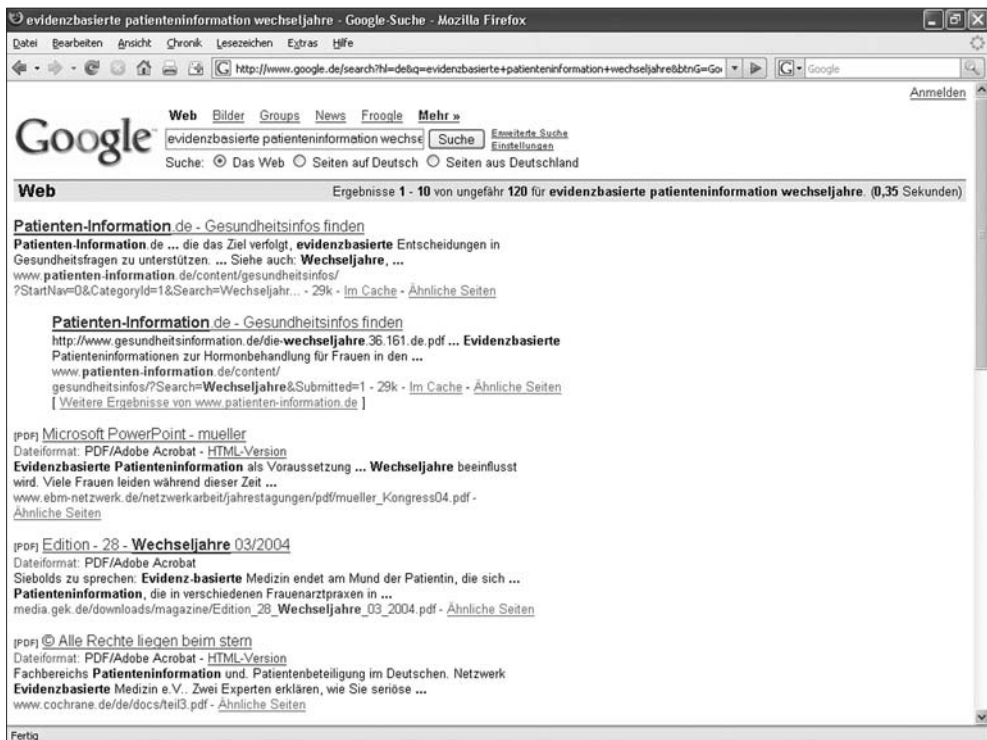 evidenzbasierte patienteninformation wechseljahre - Google-Suche - Mozilla Firefox
Datei Bearbeiten Ansicht Chronik Lesezeichen Extras Hilfe
G http://www.google.de/search?hl=de&q=evidenzbasierte+patienteninformation+wechseljahre&btnG=Go G Google
Anmelden
Web Bilder Groups News Froogle Mehr »
Google™ evidenzbasierte patienteninformation wechse Suche Erweiterte Suche
Einstellungen
Suche: Das Web Seiten auf Deutsch Seiten aus Deutschland
Web Ergebnisse 1 - 10 von ungefähr 120 für evidenzbasierte patienteninformation wechseljahre. (0,35 Sekunden)
Patienten-Information.de - Gesundheitsinfos finden
Patienten-Information.de ... die das Ziel verfolgt, evidenzbasierte Entscheidungen in
Gesundheitsfragen zu unterstützen. ... Siehe auch: Wechseljahre, ...
www.patienten-information.de/content/gesundheitsinfos/
?StartNav=0&CategoryId=1&Search=Wechseljahr... - 29k - Im Cache - Ähnliche Seiten
Patienten-Information.de - Gesundheitsinfos finden
http://www.gesundheitsinformation.de/die-wechseljahre.36.161.de.pdf ... Evidenzbasierte
Patienteninformationen zur Hormonbehandlung für Frauen in den ...
www.patienten-information.de/content/
gesundheitsinfos/?Search=Wechseljahre&Submitted=1 - 29k - Im Cache - Ähnliche Seiten
[ Weitere Ergebnisse von www.patienten-information.de ]
[PDF] Microsoft PowerPoint - mueller
Dateiformat: PDF/Adobe Acrobat - HTML-Version
Evidenzbasierte Patienteninformation als Voraussetzung ... Wechseljahre beeinflusst
wird. Viele Frauen leiden während dieser Zeit ...
www.ebm-netzwerk.de/netzwerkarbeit/jahrestagungen/pdf/mueller_Kongress04.pdf -
Ähnliche Seiten
[PDF] Edition - 28 - Wechseljahre 03/2004
Dateiformat: PDF/Adobe Acrobat
Siebolds zu sprechen: Evidenz-basierte Medizin endet am Mund der Patientin, die sich ...
Patienteninformation, die in verschiedenen Frauenarztpraxen in ...
media.gek.de/downloads/magazine/Edition_28_Wechseljahre_03_2004.pdf - Ähnliche Seiten
[PDF] © Alle Rechte liegen beim stern
Dateiformat: PDF/Adobe Acrobat - HTML-Version
Fachbereichs Patienteninformation und. Patientenbeteiligung im Deutschen. Netzwerk
Evidenzbasierte Medizin e.V.. Zwei Experten erklären, wie Sie seriöse ...
www.cochrane.de/de/docs/teil3.pdf - Ähnliche Seiten
Fertig